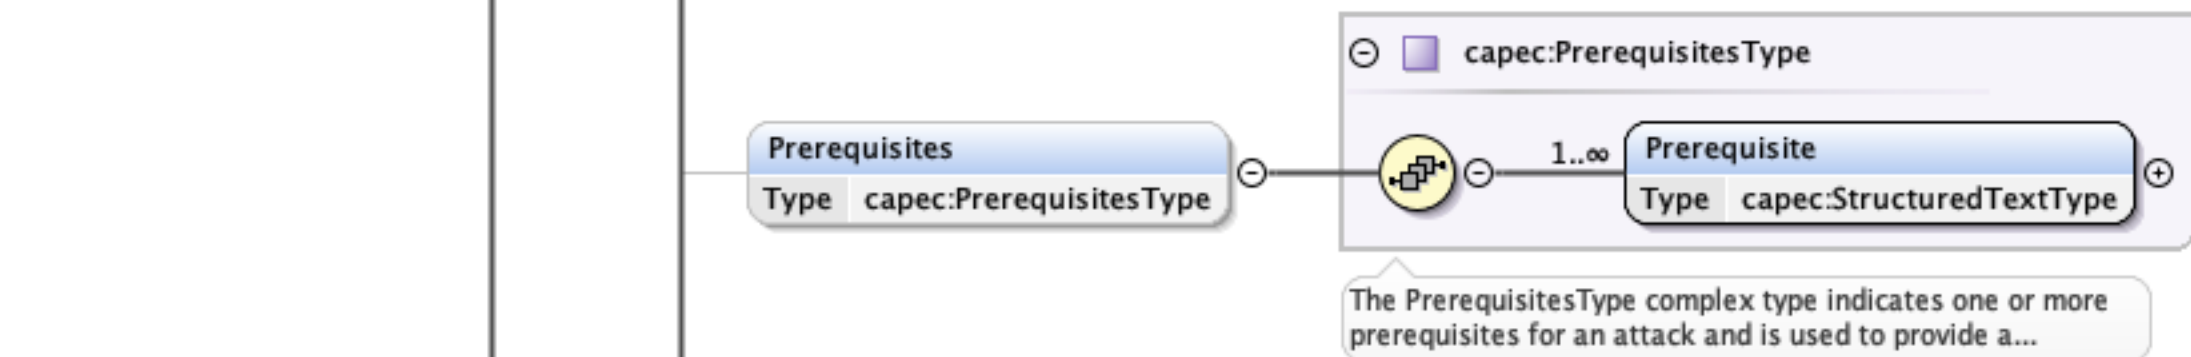 capec:PrerequisitesType
Prerequisites
Type capec:PrerequisitesType
1..∞
Prerequisite
Type capec:StructuredTextType
The PrerequisitesType complex type indicates one or more
prerequisites for an attack and is used to provide a...